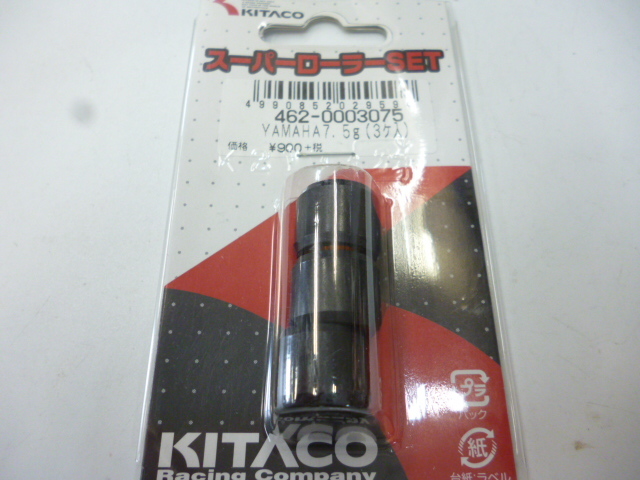 KITACO
スーパーローラーSET
4990852029595
462-0003075
YAMAHA7.5g(3ケ入)
価格 ¥900+税
プラ
パック
紙
台紙:ラベル
KITACO
Racing Company